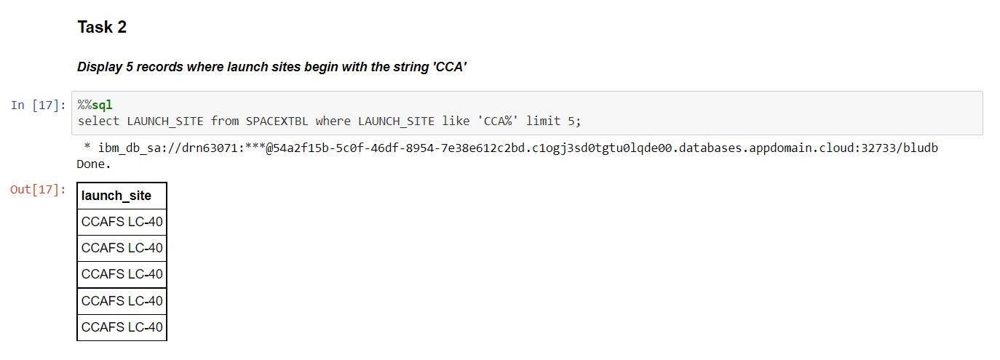 Task 2
Display 5 records where launch sites begin with the string 'CCA'
In [17]: %%sql
select LAUNCH_SITE from SPACEXTBL where LAUNCH_SITE like 'CCA%' limit 5;
* ibm_db_sa://drn63071:***@54a2f15b-5c0f-46df-8954-7e38e612c2bd.c1ogj3sd0tgtu0lqde00.databases.appdomain.cloud:32733/bludb
Done.
Out[17]: launch_site
CCAFS LC-40
CCAFS LC-40
CCAFS LC-40
CCAFS LC-40
CCAFS LC-40